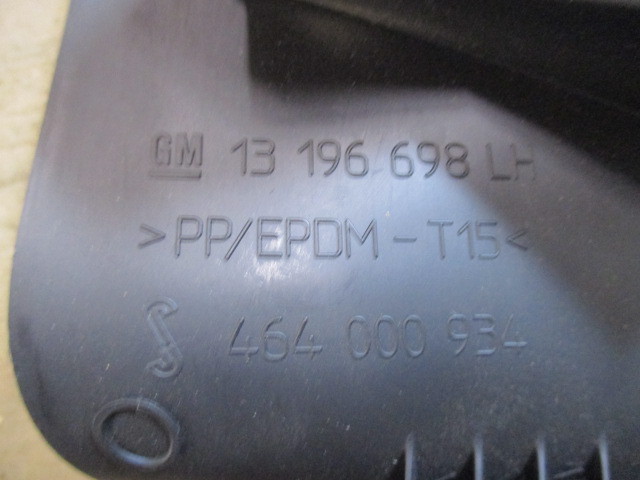 GM 13 196 698 LH
>PP/EPDM-T15<
464 000 934